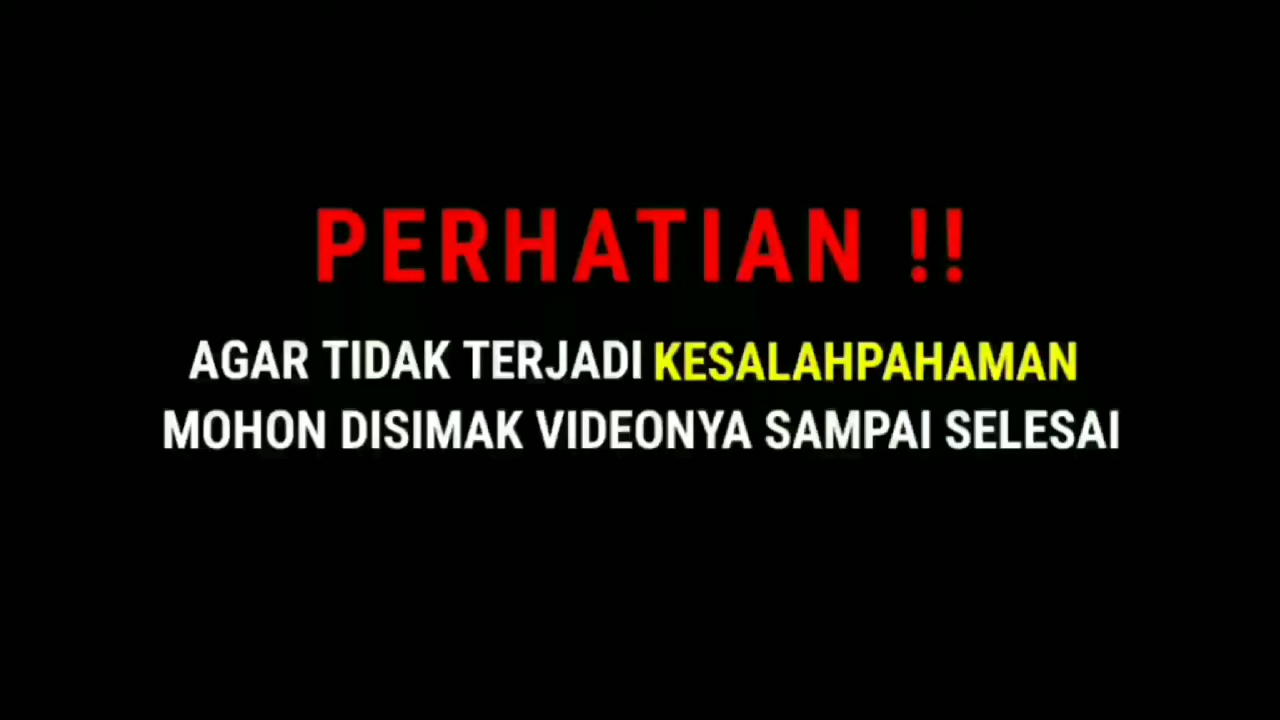 PERHATIAN !!
AGAR TIDAK TERJADI KESALAHPAHAMAN
MOHON DISIMAK VIDEONYA SAMPAI SELESAI